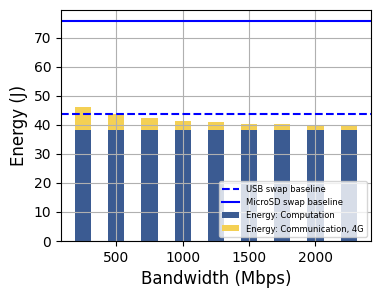 Energy (J)
70
60
50
40
30
20
10
0
500
1000
1500
2000
Bandwidth (Mbps)
USB swap baseline
MicroSD swap baseline
Energy: Computation
Energy: Communication, 4G